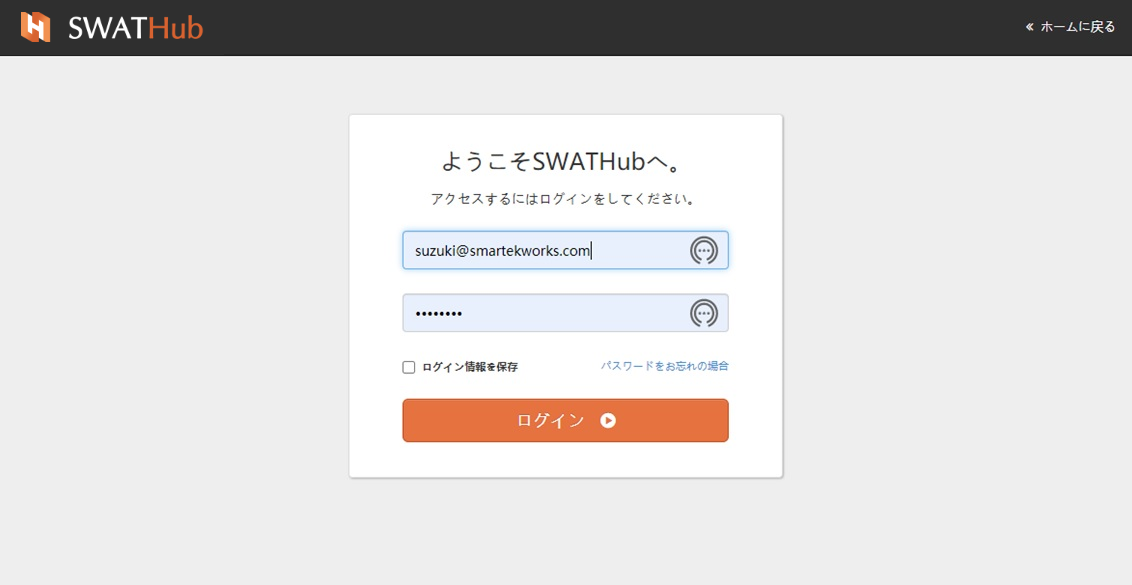 SWATHub
« ホームに戻る
ようこそSWATHubへ。
アクセスするにはログインをしてください。
suzuki@smartekworks.com
••••••••
ログイン情報を保存
パスワードをお忘れの場合
ログイン